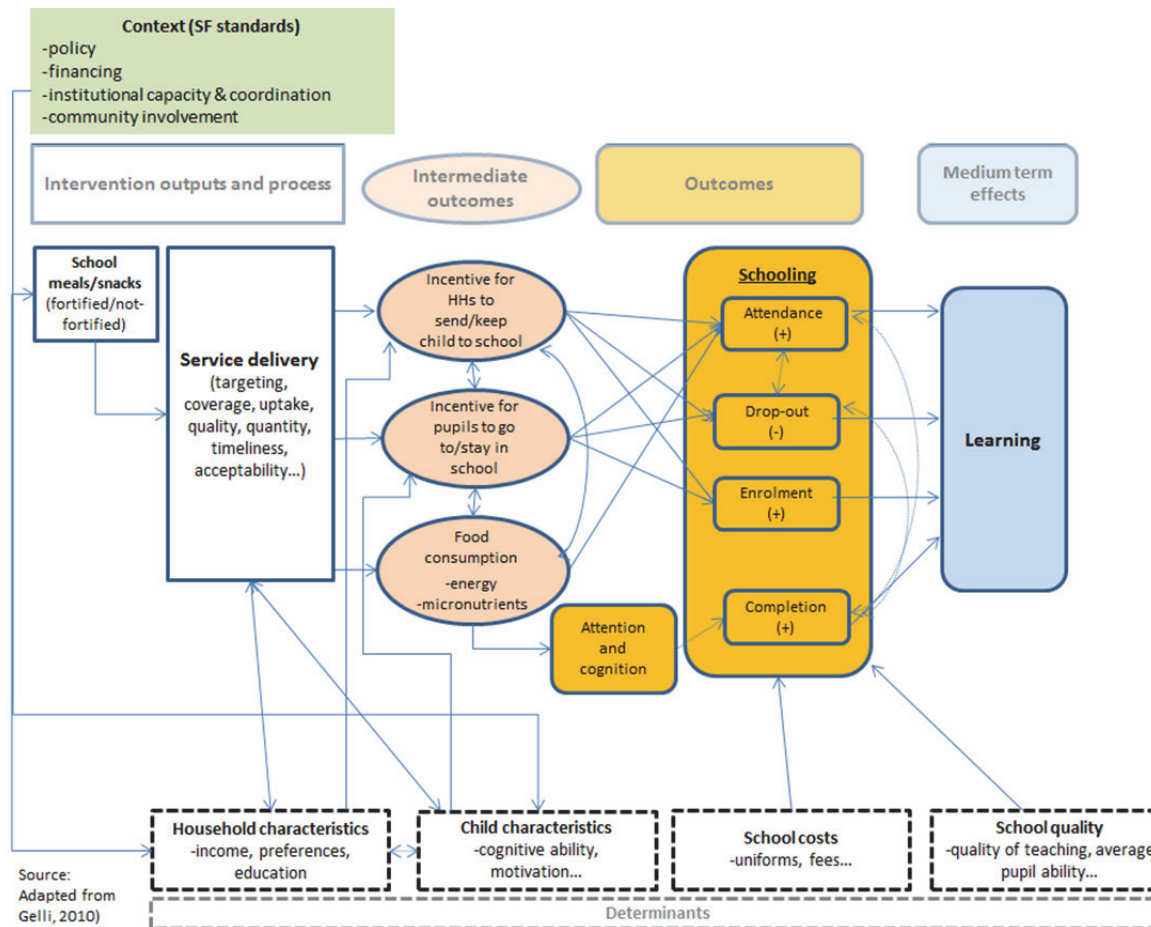 Context (SF standards)
-policy
-financing
-institutional capacity & coordination
-community involvement
Intervention outputs and process
Intermediate
outcomes
Outcomes
Medium term
effects
School
meals/snacks
(fortified/not-
fortified)
Service delivery
(targeting,
coverage, uptake,
quality, quantity,
timeliness,
acceptability...)
Incentive for
HHs to
send/keep
child to school
Incentive for
pupils to go
to/stay in
school
Food
consumption
-energy
-micronutrients
Attention
and
cognition
Schooling
Attendance
(+)
Drop-out
(-)
Enrolment
(+)
Completion
(+)
Learning
Household characteristics
-income, preferences,
education
Child characteristics
-cognitive ability,
motivation...
School costs
-uniforms, fees...
School quality
-quality of teaching, average
pupil ability...
Source:
Adapted from
Gelli, 2010)
Determinants